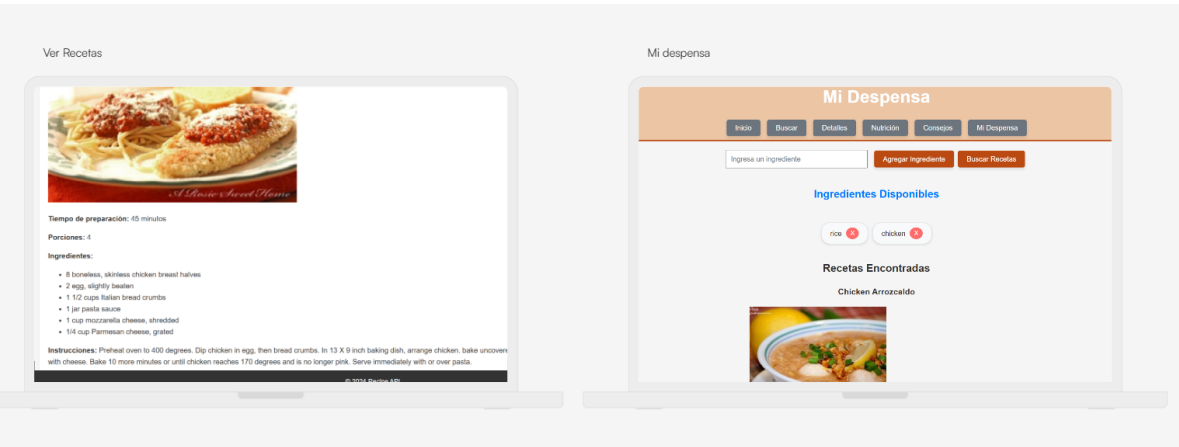 Ver Recetas
A Rosie Sweet Home
Tiempo de preparación: 45 minutos
Porciones: 4
Ingredientes:
8 boneless, skinless chicken breast halves
2 egg, slightly beaten
1 1/2 cups Italian bread crumbs
1 jar pasta sauce
1 cup mozzarella cheese, shredded
1/4 cup Parmesan cheese, grated
Instrucciones: Preheat oven to 400 degrees. Dip chicken in egg, then bread crumbs. In 13 X 9 inch baking dish, arrange chicken. bake uncovere
with cheese. Bake 10 more minutes or until chicken reaches 170 degrees and is no longer pink. Serve immediately with or over pasta.
© 2024 Recipe API
Mi despensa
Mi Despensa
Inicio Buscar Detalles Nutrición Consejos Mi Despensa
Ingresa un ingrediente Agregar Ingrediente Buscar Recetas
Ingredientes Disponibles
rice X chicken X
Recetas Encontradas
Chicken Arrozcaldo